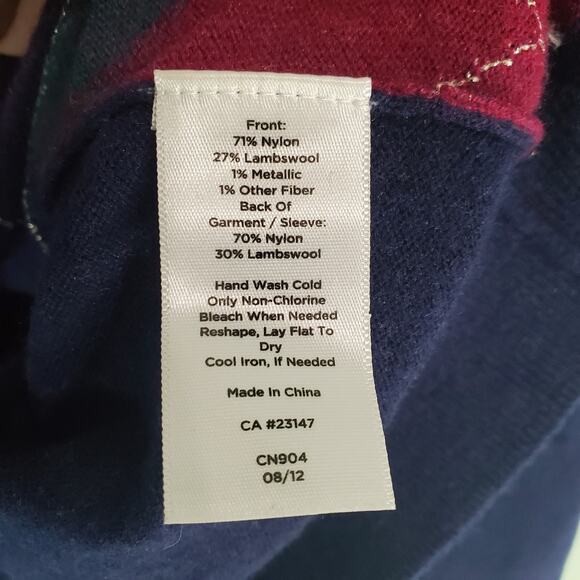 Front:
71% Nylon
27% Lambswool
1% Metallic
1% Other Fiber
Back Of
Garment / Sleeve:
70% Nylon
30% Lambswool
Hand Wash Cold
Only Non-Chlorine
Bleach When Needed
Reshape, Lay Flat To
Dry
Cool Iron, If Needed
Made In China
CA #23147
CN904
08/12